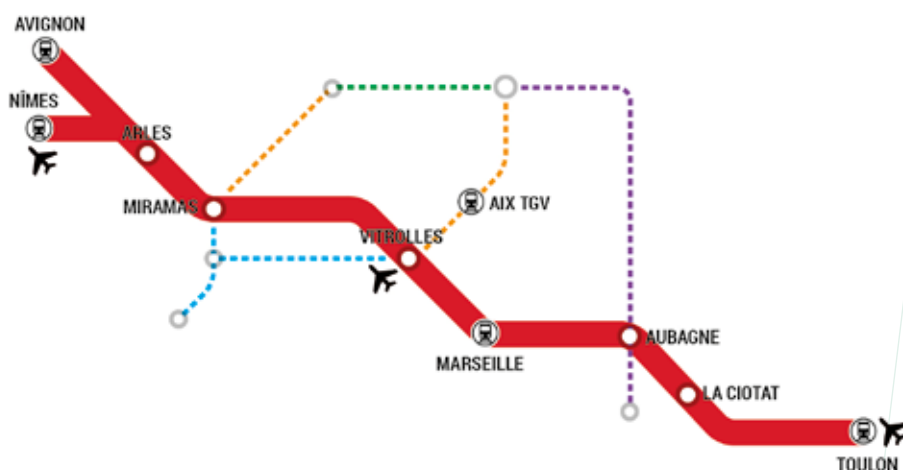 AVIGNON
NÎMES
ARLES
MIRAMAS
AIX TGV
VITROLLES
MARSEILLE
AUBAGNE
LA CIOTAT
TOULON